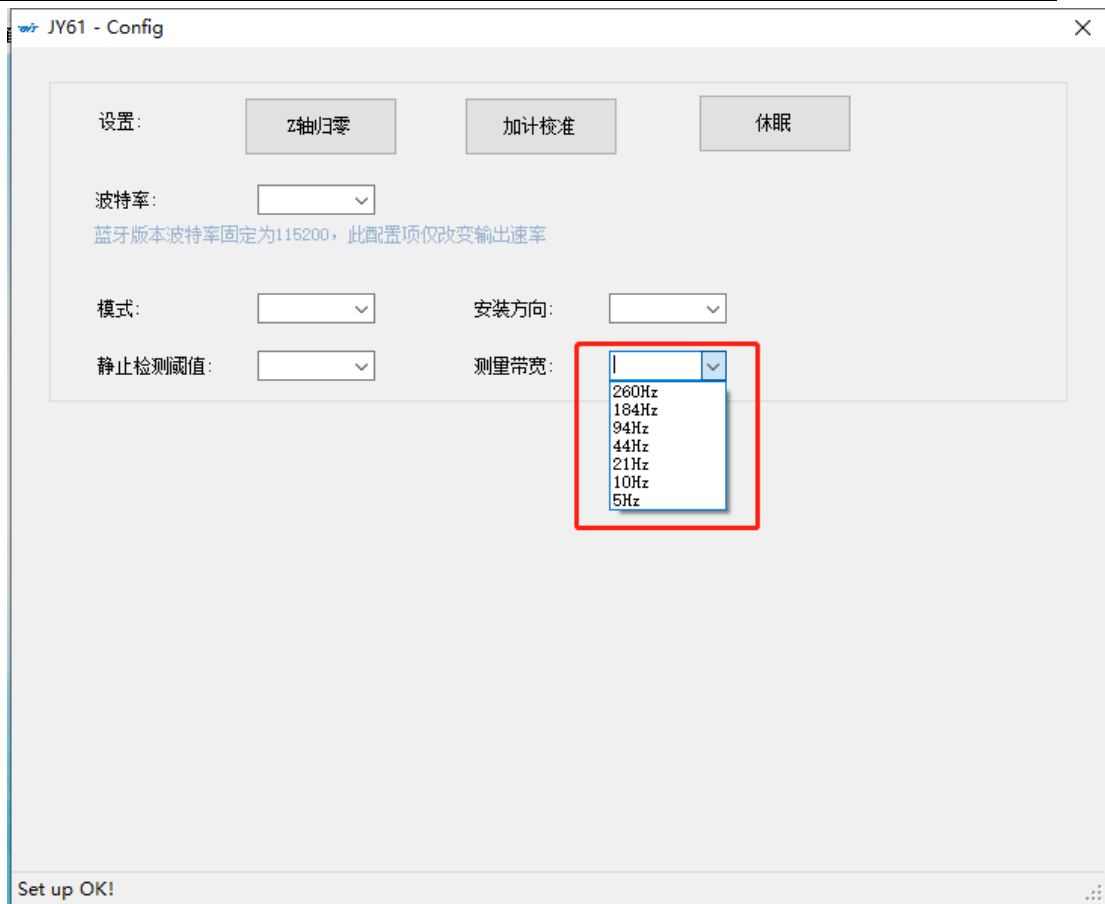 JY61 - Config
设置:
Z轴归零
加计校准
休眠
波特率:
蓝牙版本波特率固定为115200，此配置项仅改变输出速率
模式:
安装方向:
静止检测阈值:
测量带宽:
260Hz
184Hz
94Hz
44Hz
21Hz
10Hz
5Hz
Set up OK!